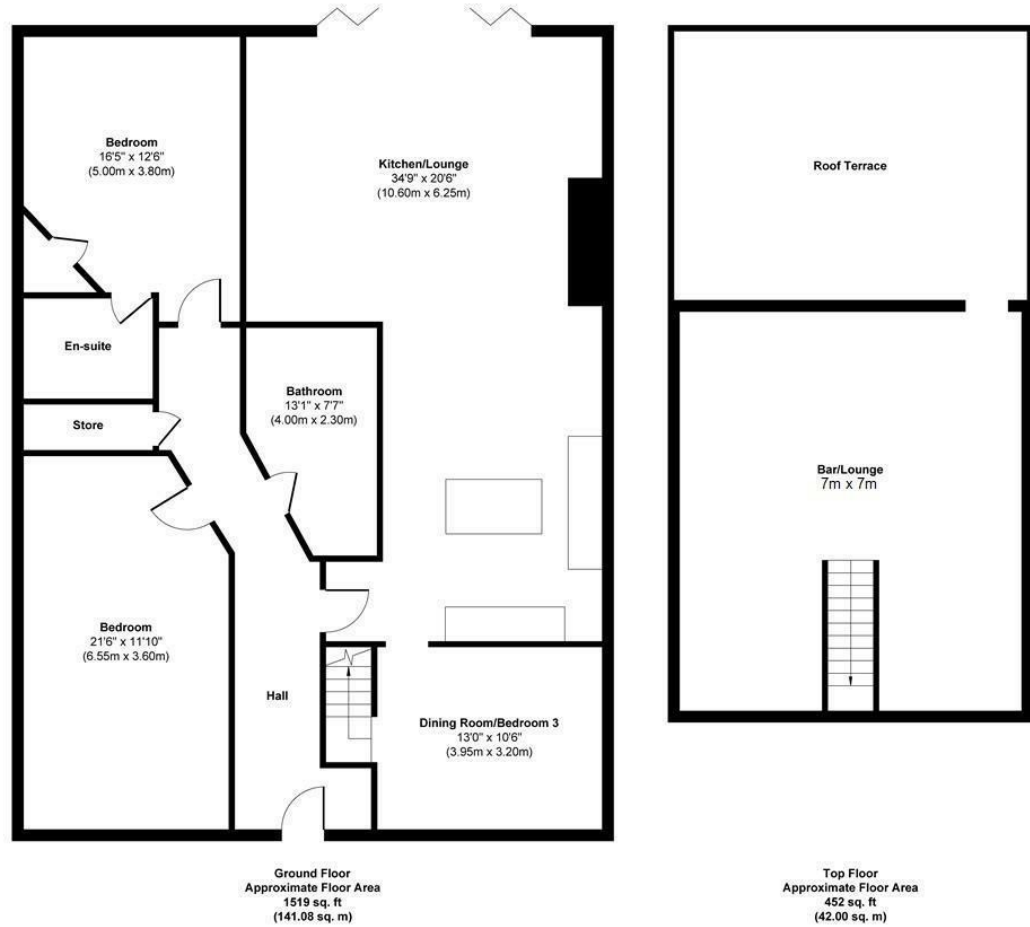 Bedroom
16'5" x 12'6"
(5.00m x 3.80m)
Kitchen/Lounge
34'9" x 20'6"
(10.60m x 6.25m)
En-suite
Store
Bathroom
13'1" x 7'7"
(4.00m x 2.30m)
Bedroom
21'6" x 11'10"
(6.55m x 3.60m)
Hall
Dining Room/Bedroom 3
13'0" x 10'6"
(3.95m x 3.20m)
Ground Floor
Approximate Floor Area
1519 sq. ft
(141.08 sq. m)
Roof Terrace
Bar/Lounge
7m x 7m
Top Floor
Approximate Floor Area
452 sq. ft
(42.00 sq. m)